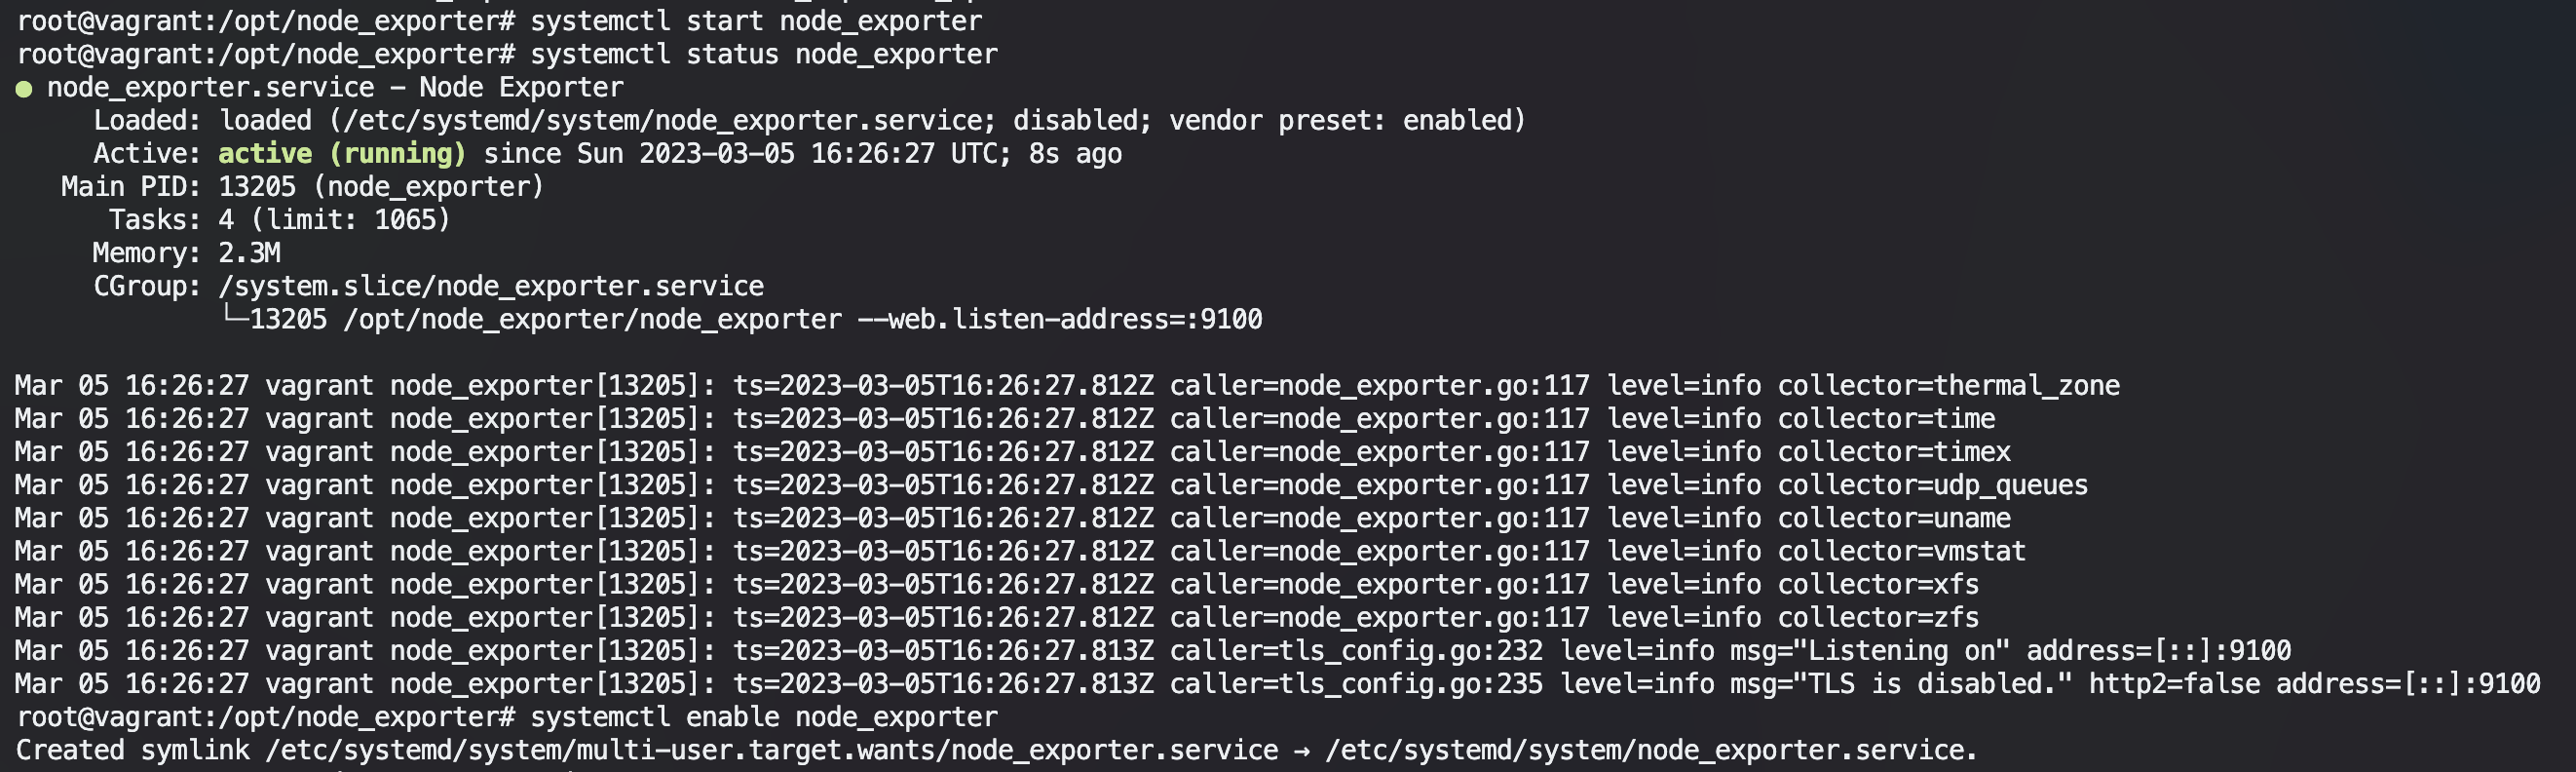 root@vagrant:/opt/node_exporter# systemctl start node_exporter
root@vagrant:/opt/node_exporter# systemctl status node_exporter
● node_exporter.service - Node Exporter
     Loaded: loaded (/etc/systemd/system/node_exporter.service; disabled; vendor preset: enabled)
     Active: active (running) since Sun 2023-03-05 16:26:27 UTC; 8s ago
   Main PID: 13205 (node_exporter)
      Tasks: 4 (limit: 1065)
     Memory: 2.3M
     CGroup: /system.slice/node_exporter.service
             └─13205 /opt/node_exporter/node_exporter --web.listen-address=:9100

Mar 05 16:26:27 vagrant node_exporter[13205]: ts=2023-03-05T16:26:27.812Z caller=node_exporter.go:117 level=info collector=thermal_zone
Mar 05 16:26:27 vagrant node_exporter[13205]: ts=2023-03-05T16:26:27.812Z caller=node_exporter.go:117 level=info collector=time
Mar 05 16:26:27 vagrant node_exporter[13205]: ts=2023-03-05T16:26:27.812Z caller=node_exporter.go:117 level=info collector=timex
Mar 05 16:26:27 vagrant node_exporter[13205]: ts=2023-03-05T16:26:27.812Z caller=node_exporter.go:117 level=info collector=udp_queues
Mar 05 16:26:27 vagrant node_exporter[13205]: ts=2023-03-05T16:26:27.812Z caller=node_exporter.go:117 level=info collector=uname
Mar 05 16:26:27 vagrant node_exporter[13205]: ts=2023-03-05T16:26:27.812Z caller=node_exporter.go:117 level=info collector=vmstat
Mar 05 16:26:27 vagrant node_exporter[13205]: ts=2023-03-05T16:26:27.812Z caller=node_exporter.go:117 level=info collector=xfs
Mar 05 16:26:27 vagrant node_exporter[13205]: ts=2023-03-05T16:26:27.812Z caller=node_exporter.go:117 level=info collector=zfs
Mar 05 16:26:27 vagrant node_exporter[13205]: ts=2023-03-05T16:26:27.813Z caller=tls_config.go:232 level=info msg="Listening on" address=[::]:9100
Mar 05 16:26:27 vagrant node_exporter[13205]: ts=2023-03-05T16:26:27.813Z caller=tls_config.go:235 level=info msg="TLS is disabled." http2=false address=[::]:9100
root@vagrant:/opt/node_exporter# systemctl enable node_exporter
Created symlink /etc/systemd/system/multi-user.target.wants/node_exporter.service → /etc/systemd/system/node_exporter.service.